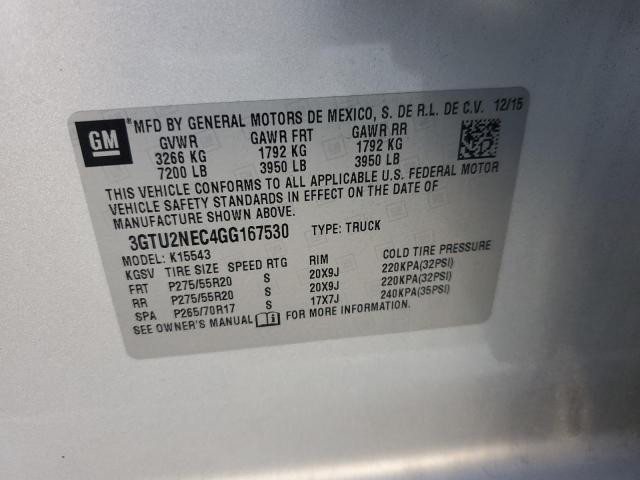 GM
®MFD BY GENERAL MOTORS DE MEXICO, S. DE R.L. DE C.V. 12/15
GVWR GAWR FRT GAWR RR
3266 KG 1792 KG 1792 KG
7200 LB 3950 LB 3950 LB
THIS VEHICLE CONFORMS TO ALL APPLICABLE U.S. FEDERAL MOTOR
VEHICLE SAFETY STANDARDS IN EFFECT ON THE DATE OF
MANUFACTURE SHOWN ABOVE.
3GTU2NEC4GG167530 TYPE: TRUCK
MODEL: K15543
KGSV TIRE SIZE SPEED RTG RIM COLD TIRE PRESSURE
FRT P275/55R20 S 20X9J 220KPA(32PSI)
RR P275/55R20 S 20X9J 220KPA(32PSI)
SPA P265/70R17 S 17X7J 240KPA(35PSI)
SEE OWNER'S MANUAL FOR MORE INFORMATION.